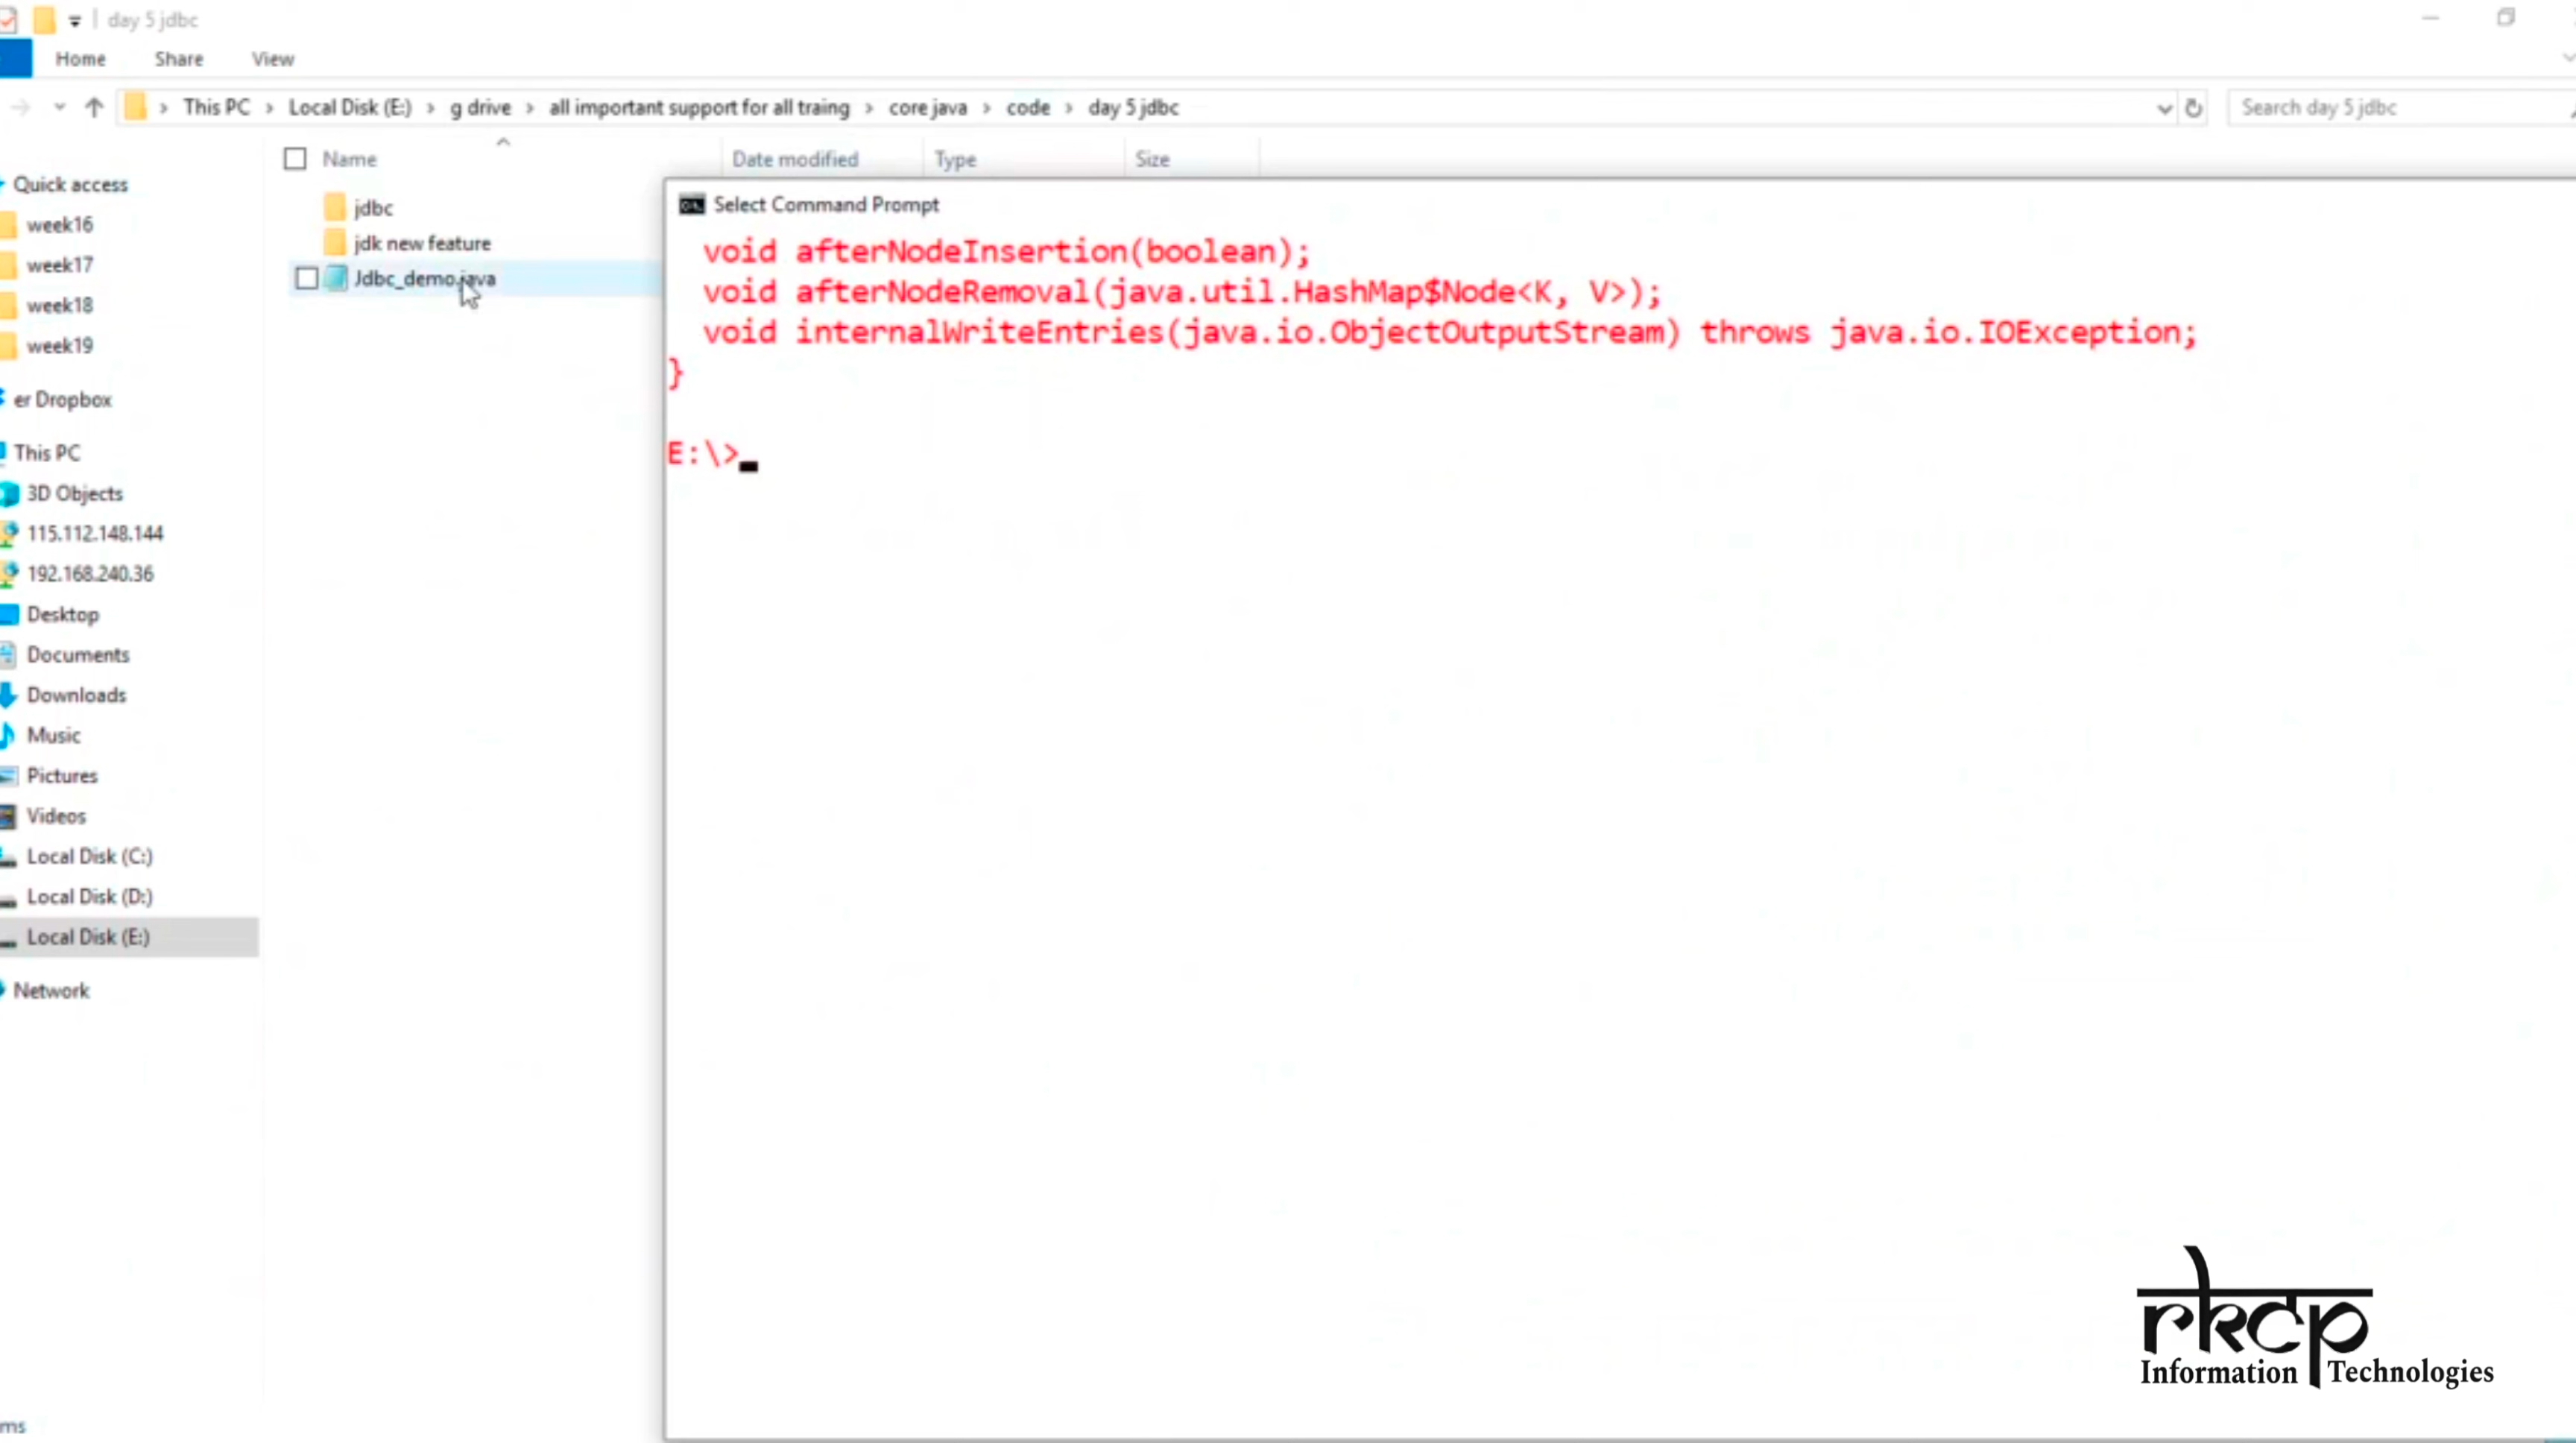 day 5 jdbc
Home Share View
This PC Local Disk (E:) g drive all important support for all traing core java code day 5 jdbc
Search day 5 jdbc
Name Date modified Type Size
Quick access
week16
week17
week18
week19
er Dropbox
This PC
3D Objects
115.112.148.144
192.168.240.36
Desktop
Documents
Downloads
Music
Pictures
Videos
Local Disk (C:)
Local Disk (D:)
Local Disk (E:)
Network
ms
jdbc
jdk new feature
Jdbc_demo.java
Select Command Prompt
void afterNodeInsertion(boolean);
void afterNodeRemoval(java.util.HashMap$Node<K, V>);
void internalWriteEntries(java.io.ObjectOutputStream) throws java.io.IOException;
}
E:\>
rkcp
Information Technologies